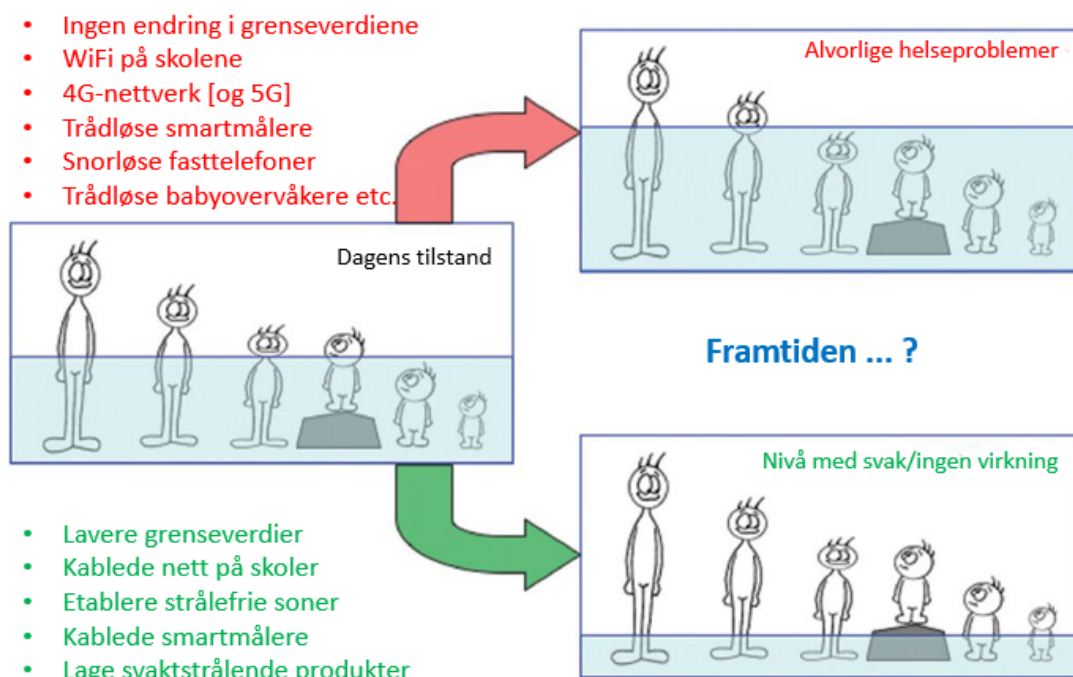 Ingen endring i grenseverdiene
WiFi på skolene
4G-nettverk [og 5G]
Trådløse smartmålere
Snorløse fasttelefoner
Trådløse babyovervåkere etc.
Alvorlige helseproblemer
Dagens tilstand
Framtiden ... ?
Nivå med svak/ingen virkning
Lavere grenseverdier
Kablede nett på skoler
Etablere strålefrie soner
Kablede smartmålere
Lage svaktstrålende produkter